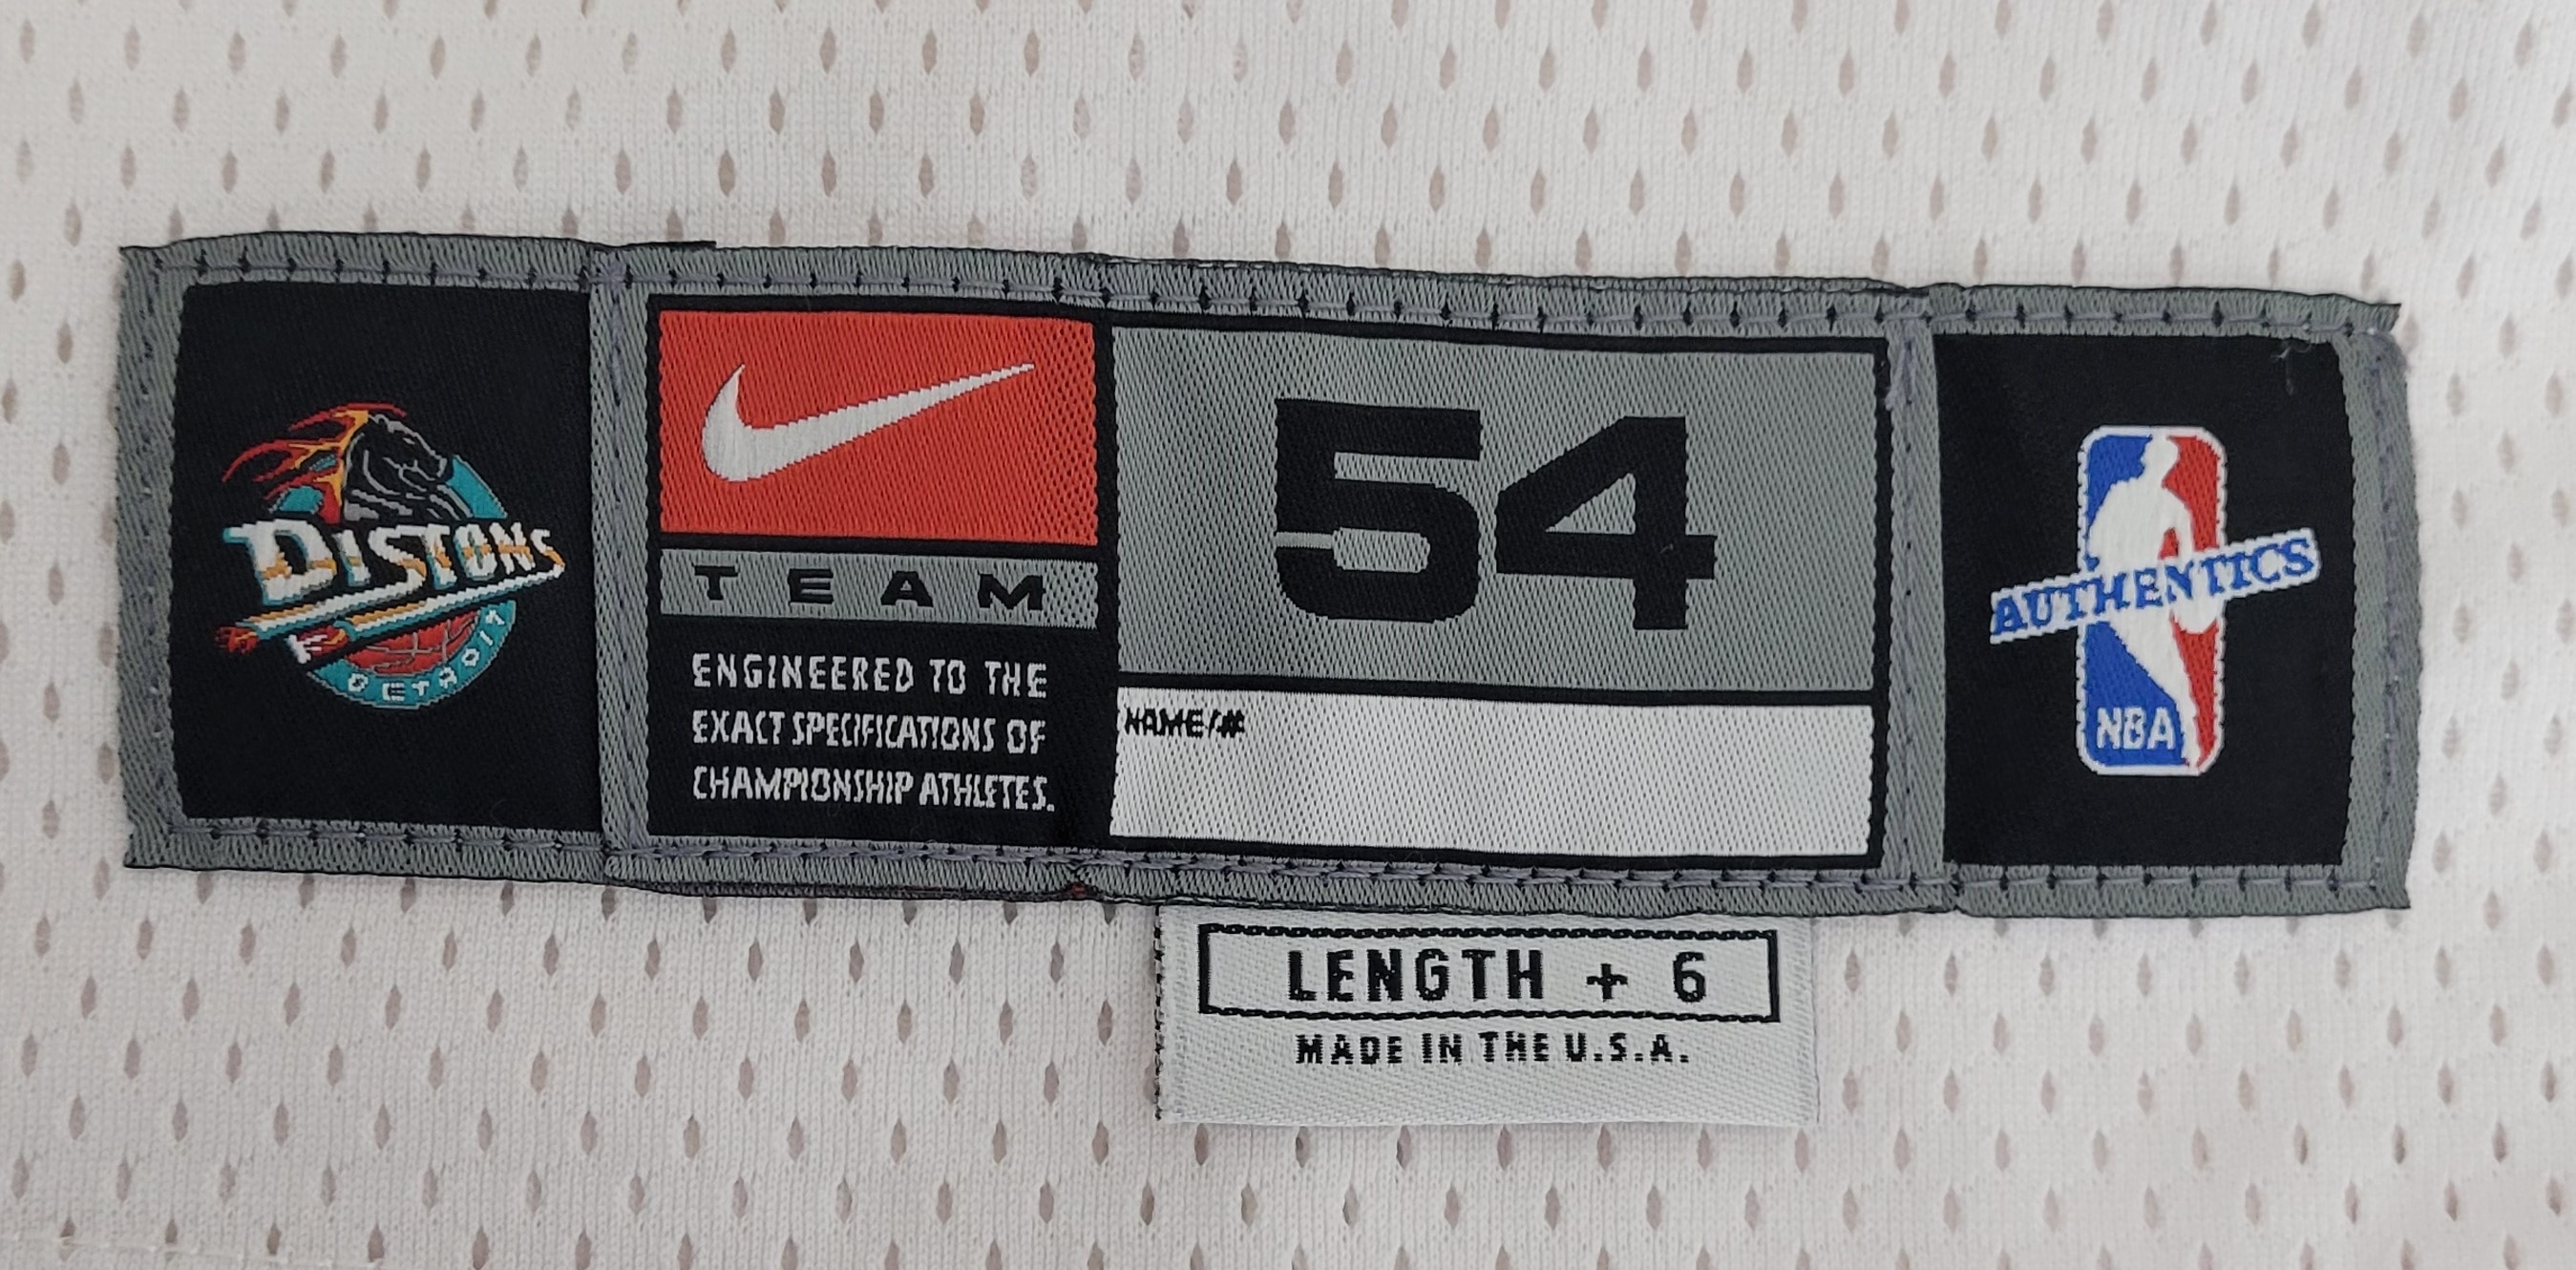 DISTONS
DETROIT
TEAM
ENGINEERED TO THE
EXACT SPECIFICATIONS OF
CHAMPIONSHIP ATHLETES.
54
NAME/#
AUTHENTICS
NBA
LENGTH + 6
MADE IN THE U.S.A.